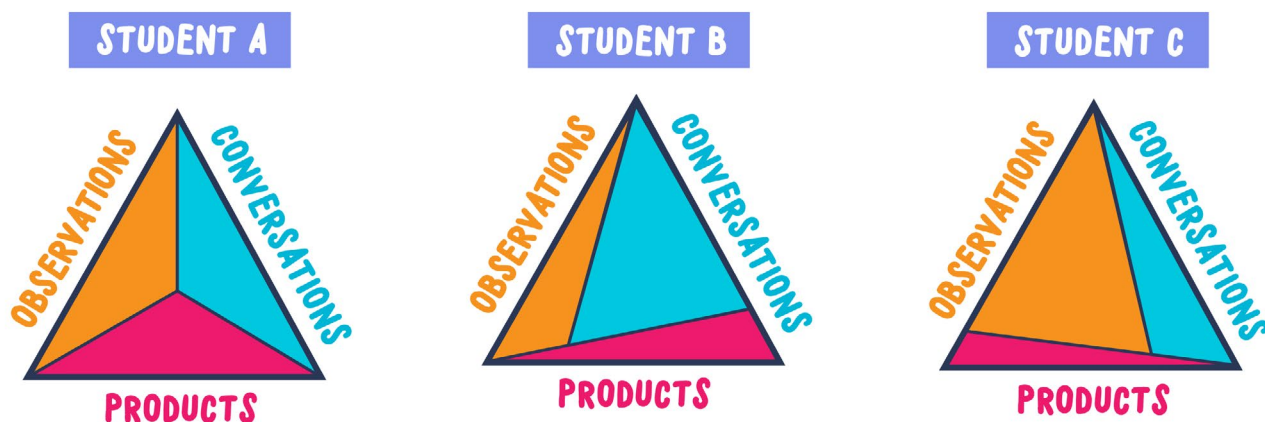 STUDENT A
OBSERVATIONS
CONVERSATIONS
PRODUCTS
STUDENT B
OBSERVATIONS
CONVERSATIONS
PRODUCTS
STUDENT C
OBSERVATIONS
CONVERSATIONS
PRODUCTS